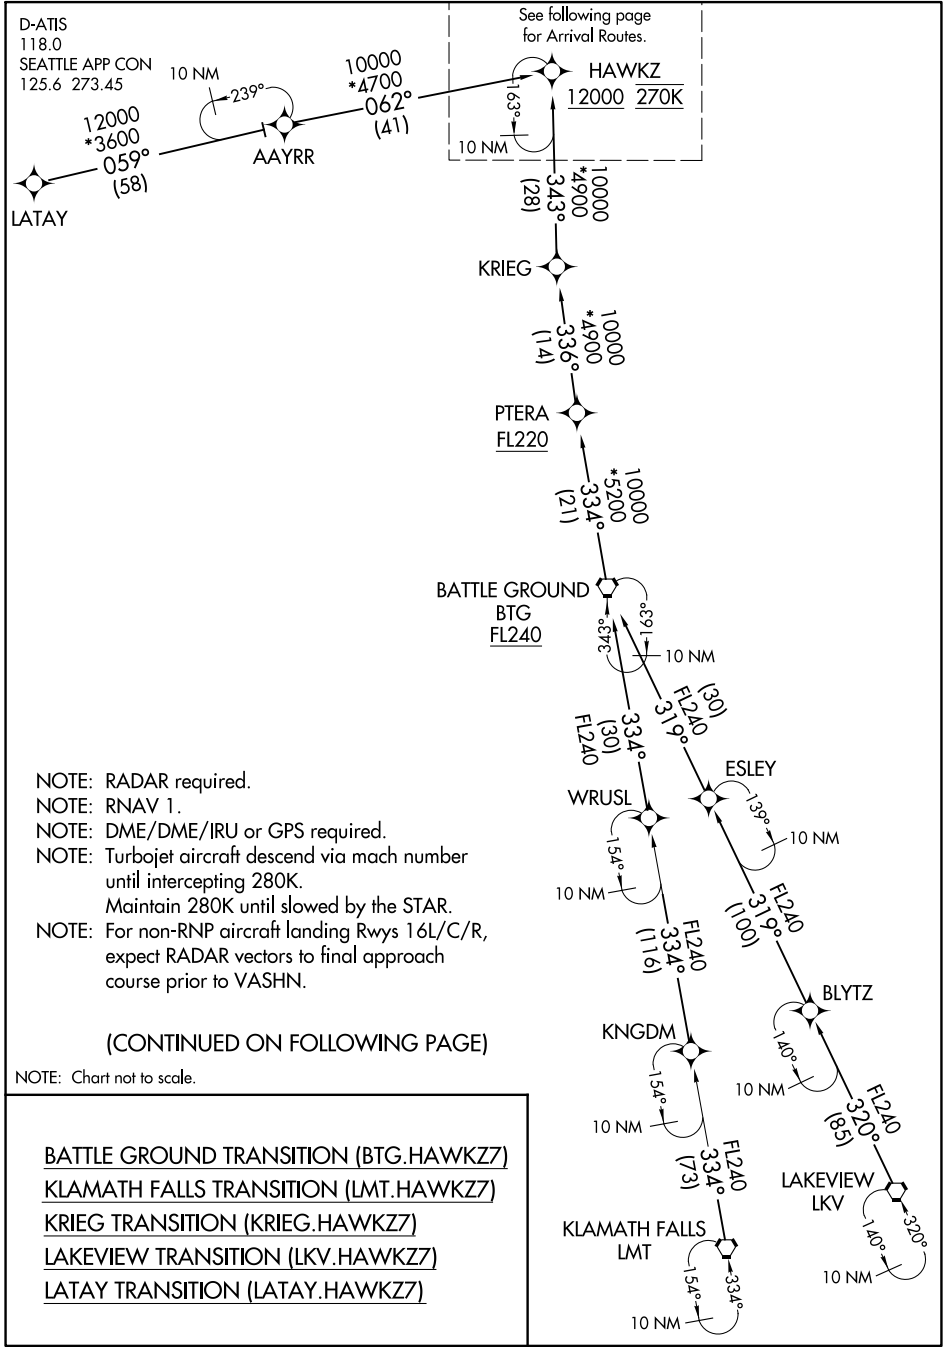 D-ATIS
118.0
SEATTLE APP CON
125.6 273.45
See following page
for Arrival Routes.
HAWKZ
12000 270K
163°
10 NM
10000
*4700
062°
(41)
10 NM
239°
AAYRR
12000
*3600
059°
(58)
LATAY
10000
*4900
343°
(28)
KRIEG
10000
*4900
336°
(14)
PTERA
FL220
10000
*5200
334°
(21)
BATTLE GROUND
BTG
FL240
343°
163°
10 NM
334°
(30)
FL240
(30)
FL240
319°
ESLEY
139°
10 NM
WRUSL
154°
10 NM
FL240
319°
(100)
FL240
334°
(116)
BLYTZ
140°
10 NM
KNGDM
154°
10 NM
FL240
320°
(85)
FL240
334°
(73)
LAKEVIEW
LKV
320°
140°
10 NM
KLAMATH FALLS
LMT
154°
334°
10 NM
NOTE: RADAR required.
NOTE: RNAV 1.
NOTE: DME/DME/IRU or GPS required.
NOTE: Turbojet aircraft descend via mach number
until intercepting 280K.
Maintain 280K until slowed by the STAR.
NOTE: For non-RNP aircraft landing Rwys 16L/C/R,
expect RADAR vectors to final approach
course prior to VASHN.
(CONTINUED ON FOLLOWING PAGE)
NOTE: Chart not to scale.
BATTLE GROUND TRANSITION (BTG.HAWKZ7)
KLAMATH FALLS TRANSITION (LMT.HAWKZ7)
KRIEG TRANSITION (KRIEG.HAWKZ7)
LAKEVIEW TRANSITION (LKV.HAWKZ7)
LATAY TRANSITION (LATAY.HAWKZ7)